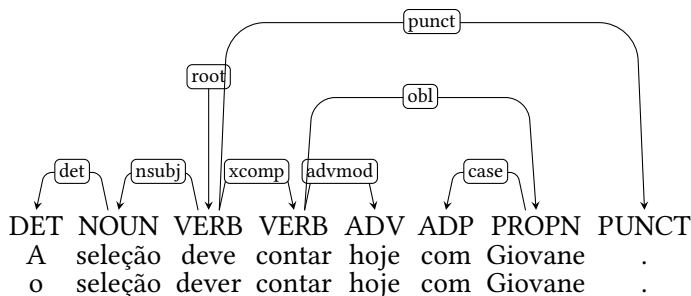 punct
root
obl
det nsubj xcomp advmod case
DET NOUN VERB VERB ADV ADP PROPN PUNCT
A seleção deve contar hoje com Giovane .
o seleção dever contar hoje com Giovane .